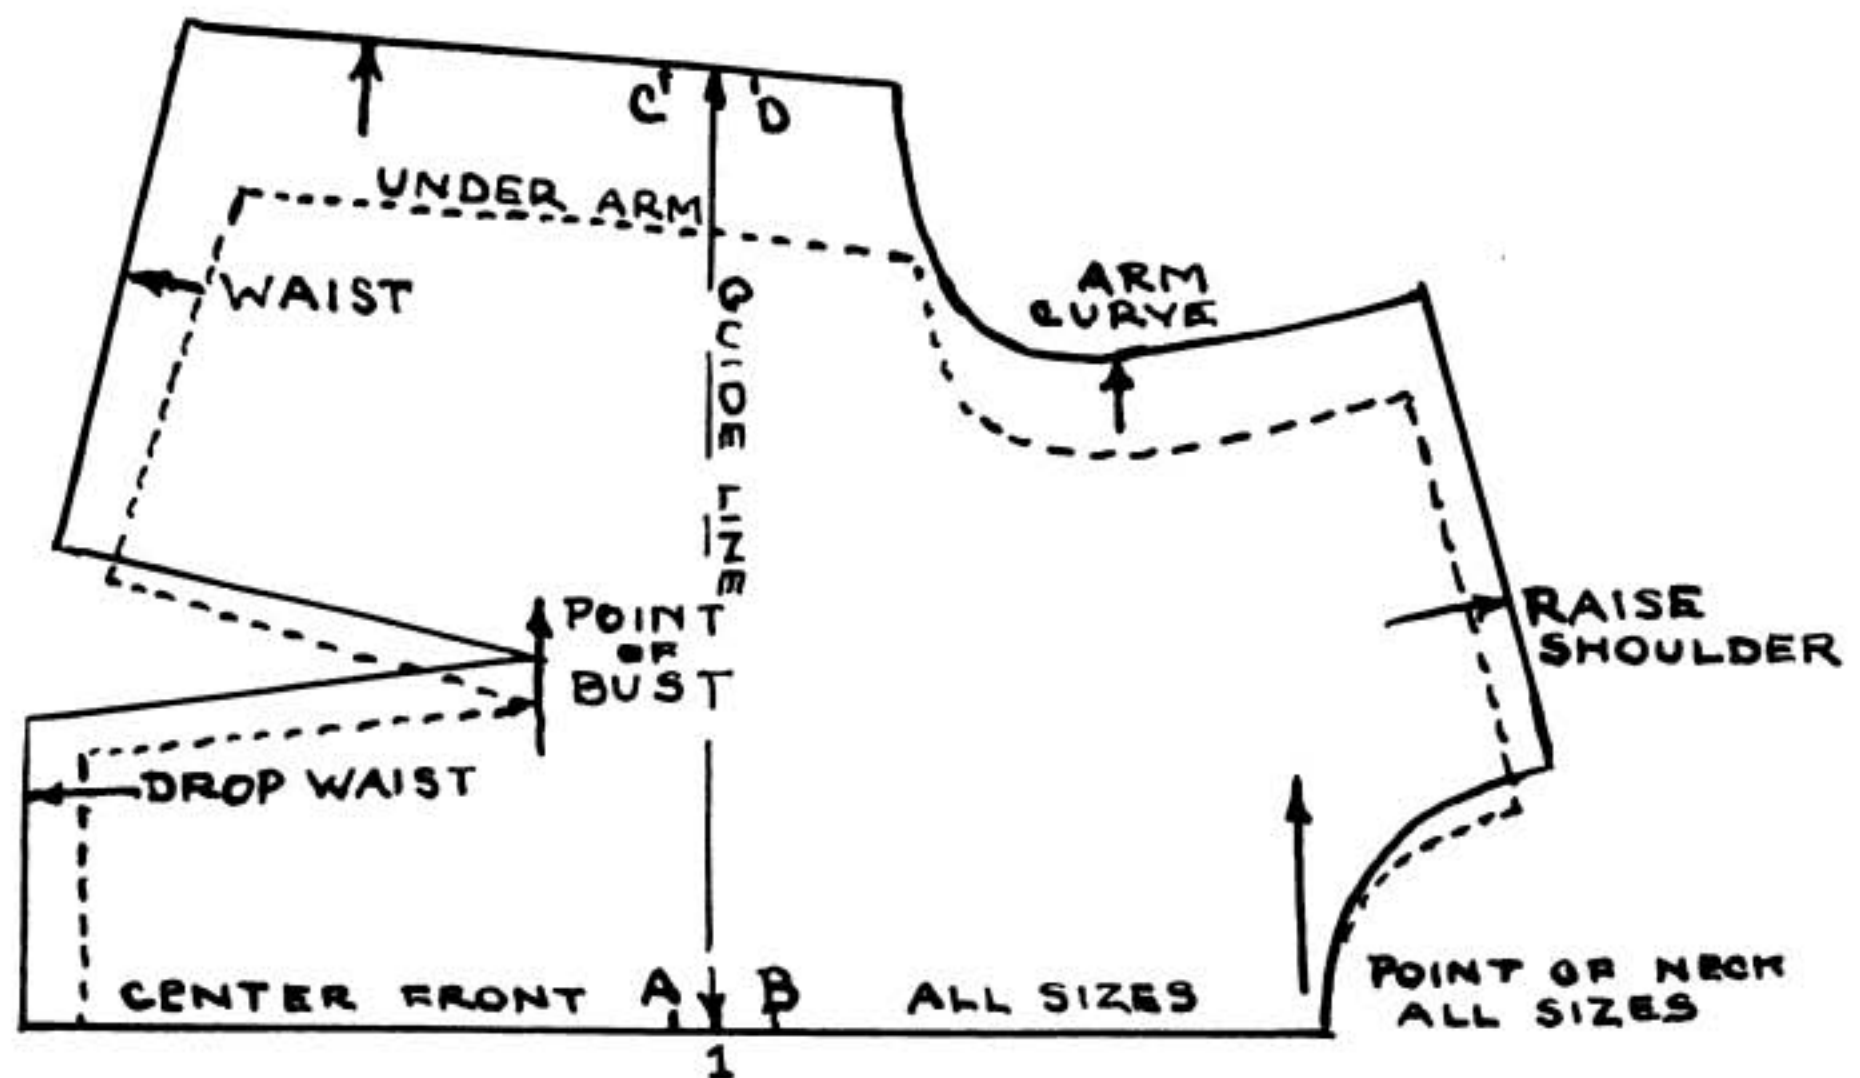 C
D
UNDER ARM
WAIST
GUIDE LINE
ARM
CURVE
POINT
OF
BUST
RAISE
SHOULDER
DROP WAIST
CENTER FRONT
A
B
ALL SIZES
POINT OF NECK
ALL SIZES
1